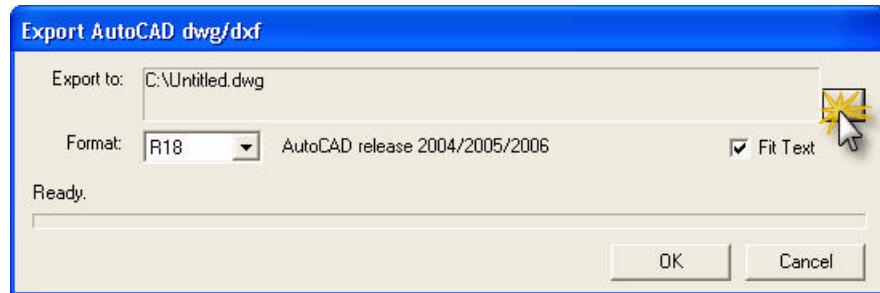 Export AutoCAD dwg/dxf
Export to: C:\Untitled.dwg
Format: R18 AutoCAD release 2004/2005/2006 Fit Text
Ready.
OK Cancel